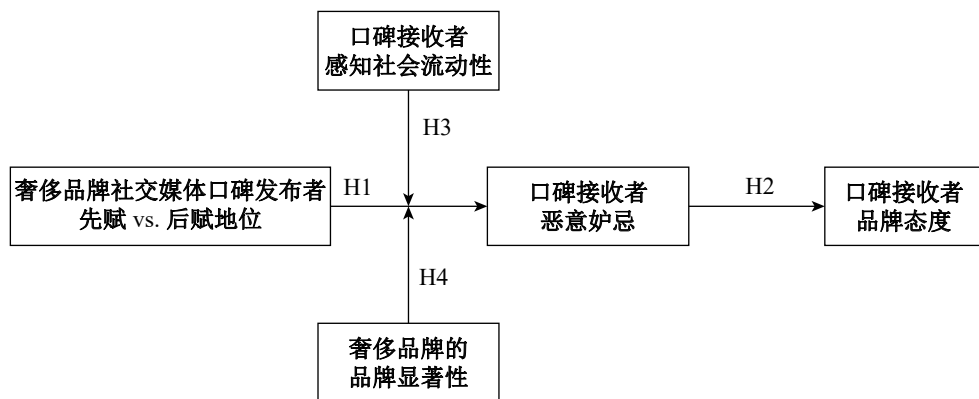 口碑接收者
感知社会流动性
H3
奢侈品牌社交媒体口碑发布者
先赋 vs. 后赋地位
H1
口碑接收者
恶意妒忌
H2
口碑接收者
品牌态度
H4
奢侈品牌的
品牌显著性